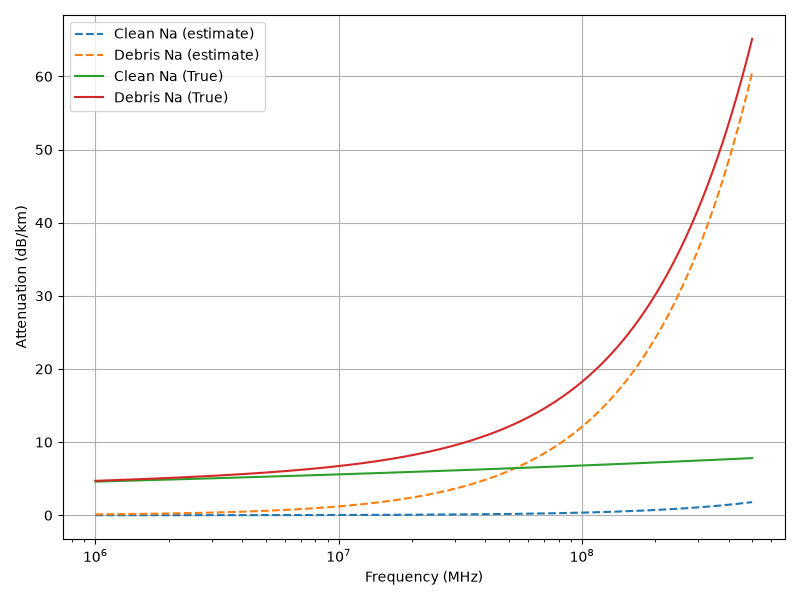 Clean Na (estimate)
Debris Na (estimate)
Clean Na (True)
Debris Na (True)
60
50
40
30
20
10
0
Attenuation (dB/km)
10⁶
10⁷
10⁸
Frequency (MHz)